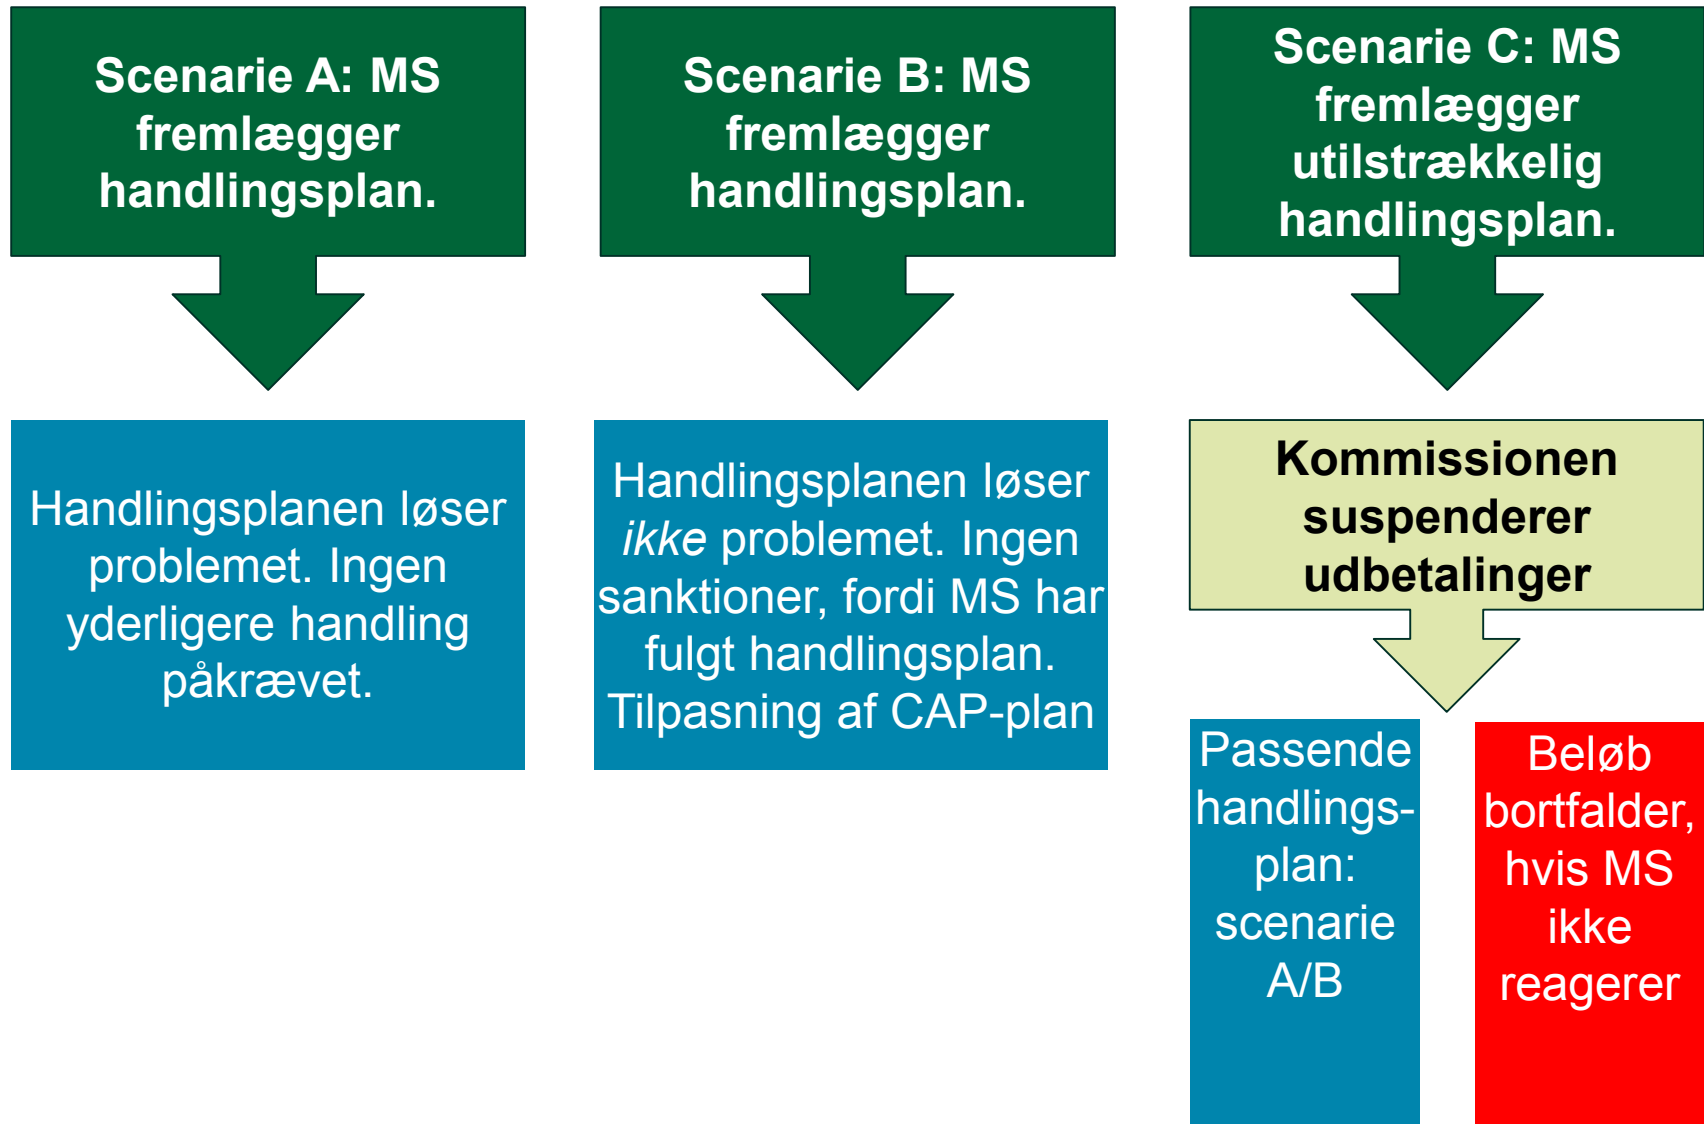 Scenarie A: MS
fremlægger
handlingsplan.
Handlingsplanen løser
problemet. Ingen
yderligere handling
påkrævet.
Scenarie B: MS
fremlægger
handlingsplan.
Handlingsplanen løser
ikke problemet. Ingen
sanktioner, fordi MS har
fulgt handlingsplan.
Tilpasning af CAP-plan
Scenarie C: MS
fremlægger
utilstrækkelig
handlingsplan.
Kommissionen
suspenderer
udbetalinger
Passende
handlings-
plan:
scenarie
A/B
Beløb
bortfalder,
hvis MS
ikke
reagerer